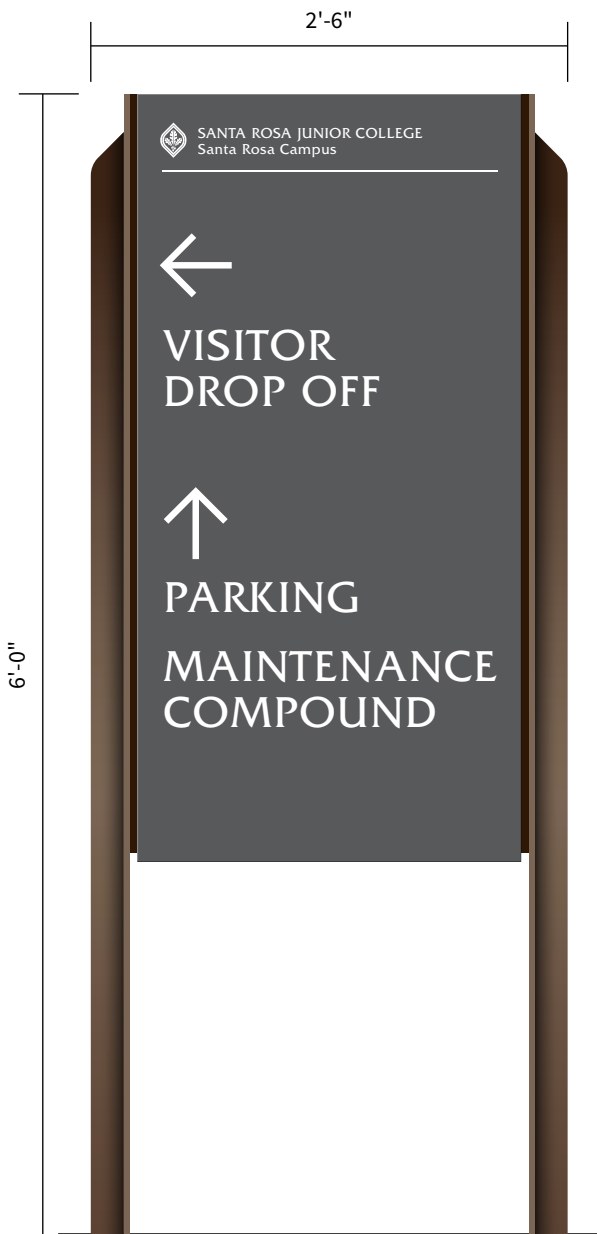 2'-6"
SANTA ROSA JUNIOR COLLEGE
Santa Rosa Campus
VISITOR
DROP OFF
6'-0"
PARKING
MAINTENANCE
COMPOUND